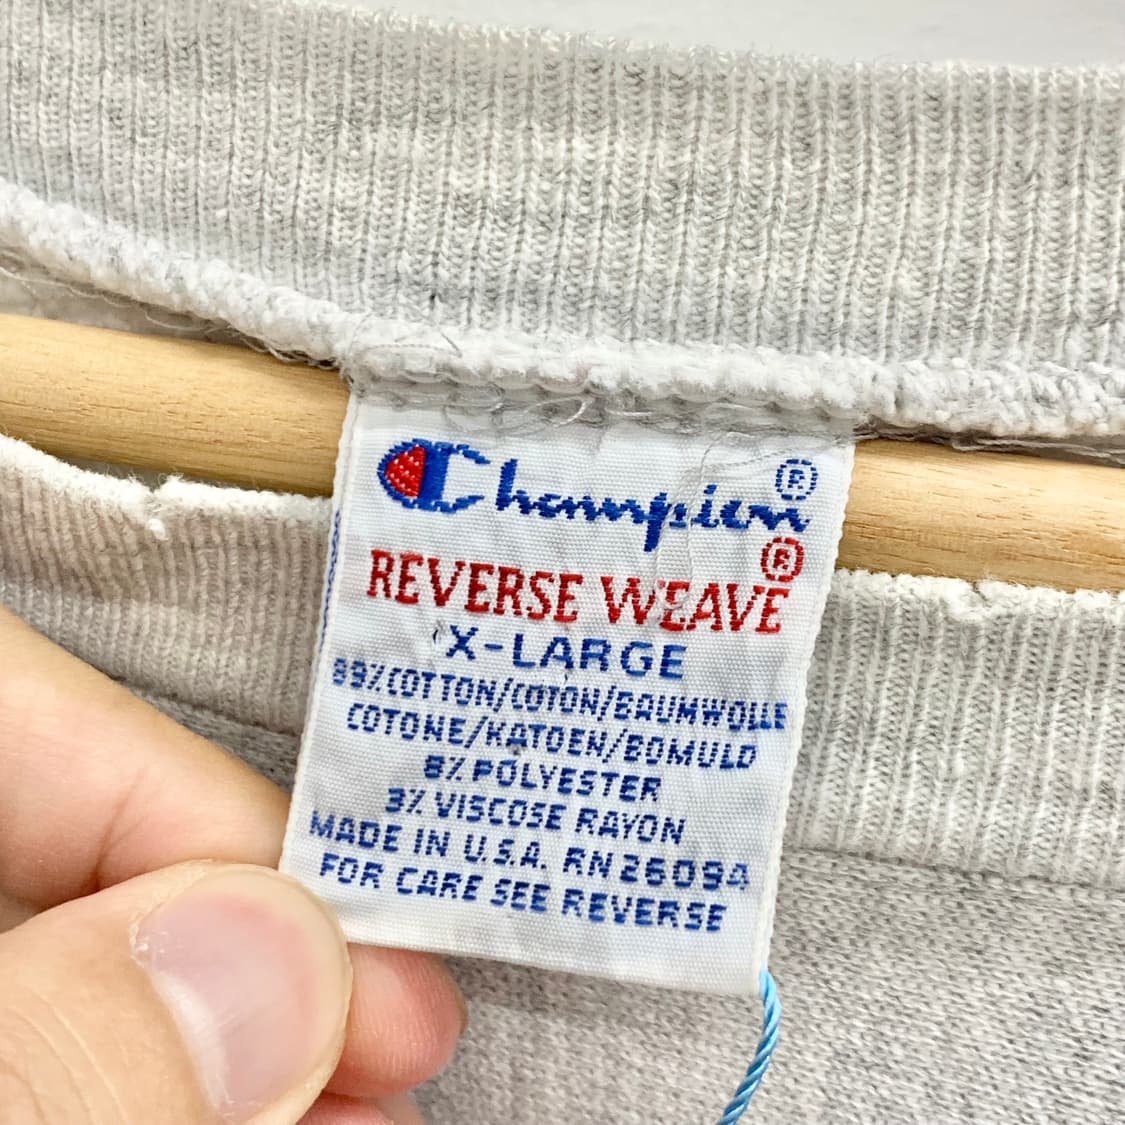 Champion®
REVERSE WEAVE®
X-LARGE
89% COTTON/COTON/BAUMWOLLE
COTONE/KATOEN/BOMULD
8% POLYESTER
3% VISCOSE RAYON
MADE IN U.S.A. RN 26094
FOR CARE SEE REVERSE